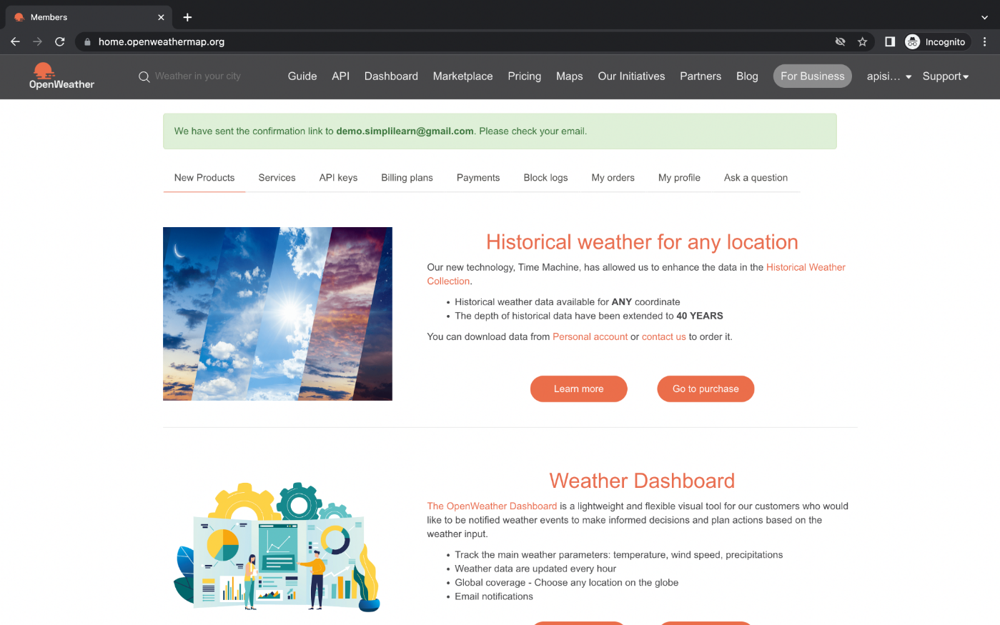 Members
home.openweathermap.org
Incognito
OpenWeather
Weather in your city
Guide API Dashboard Marketplace Pricing Maps Our Initiatives Partners Blog For Business apisi... Support
We have sent the confirmation link to demo.simplilearn@gmail.com. Please check your email.
New Products Services API keys Billing plans Payments Block logs My orders My profile Ask a question
Historical weather for any location
Our new technology, Time Machine, has allowed us to enhance the data in the Historical Weather
Collection.
• Historical weather data available for ANY coordinate
• The depth of historical data have been extended to 40 YEARS
You can download data from Personal account or contact us to order it.
Learn more Go to purchase
Weather Dashboard
The OpenWeather Dashboard is a lightweight and flexible visual tool for our customers who would
like to be notified weather events to make informed decisions and plan actions based on the
weather input.
• Track the main weather parameters: temperature, wind speed, precipitations
• Weather data are updated every hour
• Global coverage - Choose any location on the globe
• Email notifications